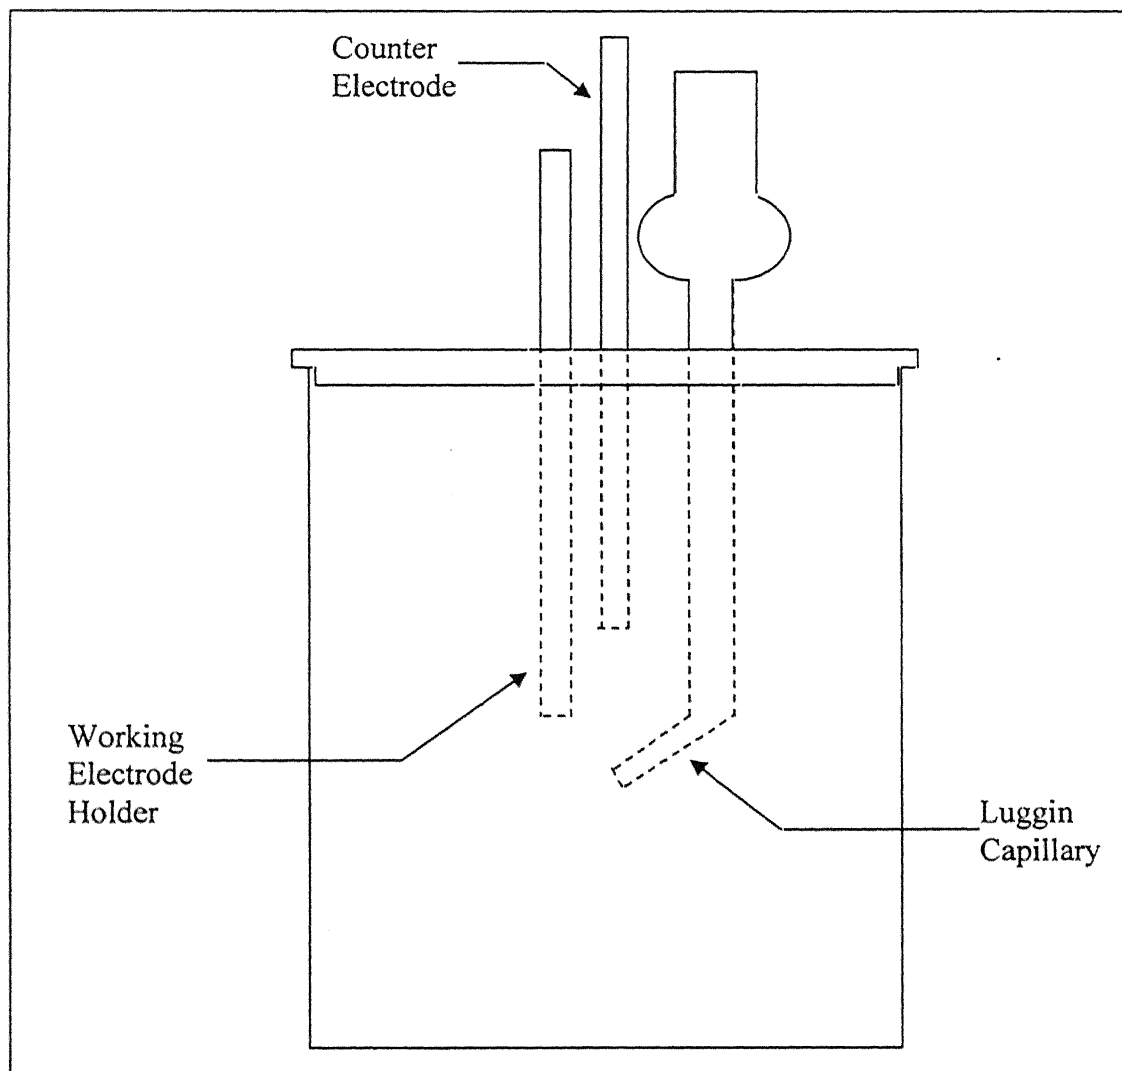 Counter
Electrode
Working
Electrode
Holder
Luggin
Capillary